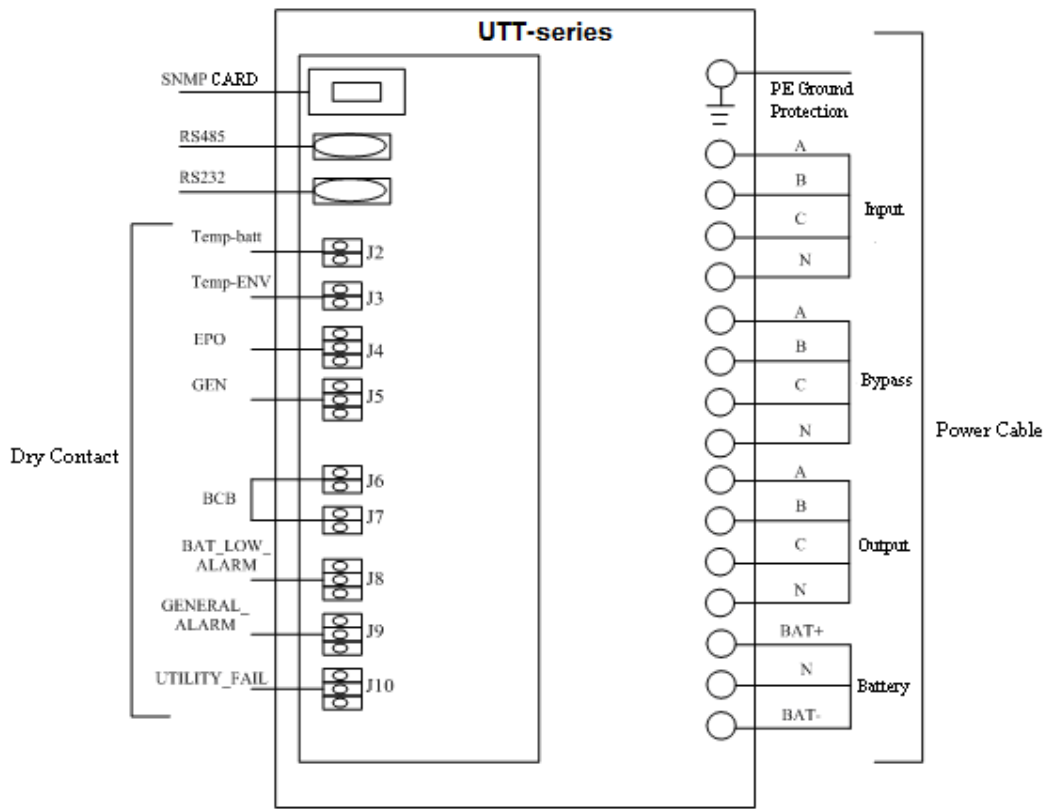 UTT-series
SNMP CARD
RS485
RS232
Dry Contact
Temp-batt
J2
Temp-ENV
J3
EPO
J4
GEN
J5
BCB
J6
J7
BAT_LOW_
ALARM
J8
GENERAL_
ALARM
J9
UTILITY_FAIL
J10
PE Ground
Protection
A
B
C
N
Input
A
B
C
N
Bypass
A
B
C
N
Output
BAT+
N
BAT-
Battery
Power Cable